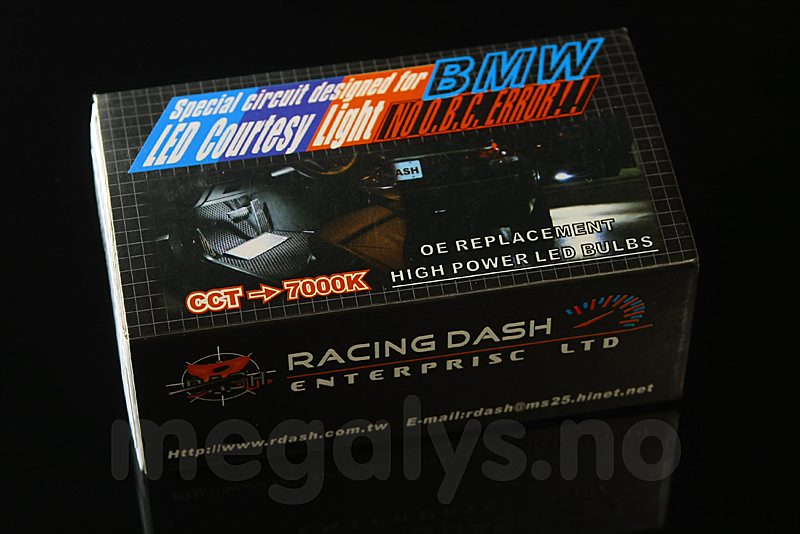 Special circuit designed for BMW
LED Courtesy Light NO O.B.C. ERROR!!!
DASH
OE REPLACEMENT
HIGH POWER LED BULBS
CCT → 7000K
DASH
RACING DASH
ENTERPRISC LTD
Http://www.rdash.com.tw E-mail:rdash@ms25.hinet.net
megalys.no